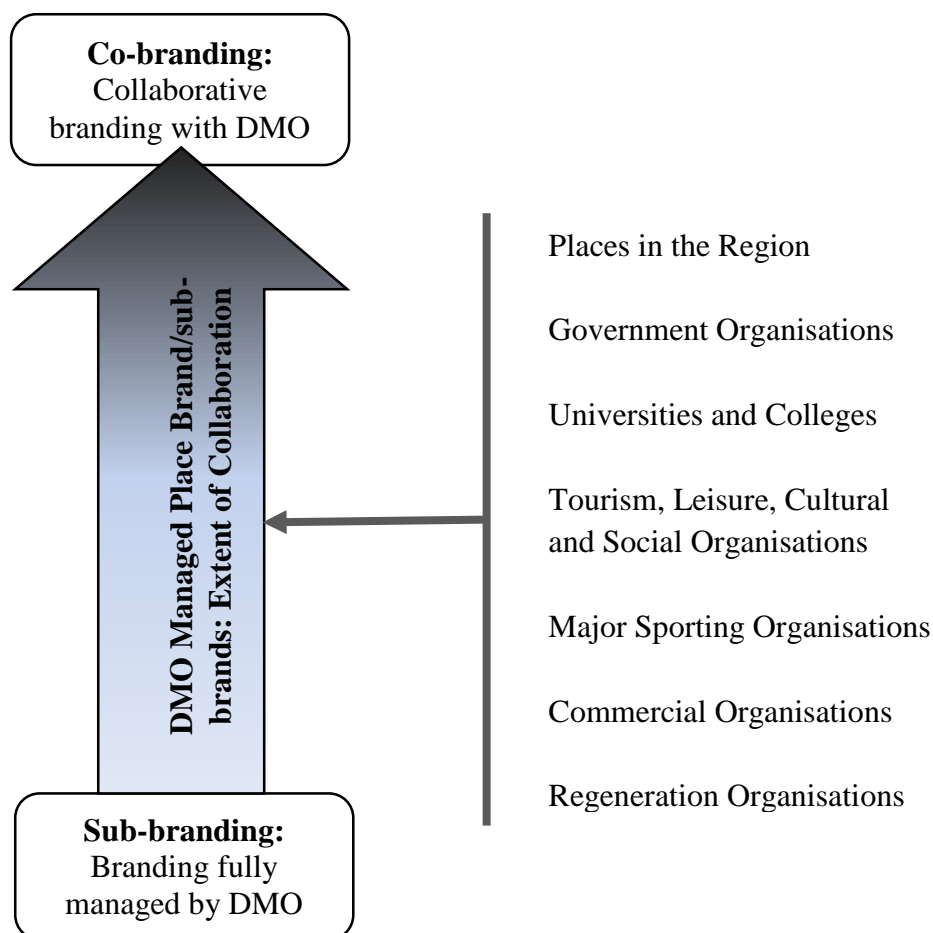 Co-branding:
Collaborative
branding with DMO
DMO Managed Place Brand/sub-
brands: Extent of Collaboration
Sub-branding:
Branding fully
managed by DMO
Places in the Region
Government Organisations
Universities and Colleges
Tourism, Leisure, Cultural
and Social Organisations
Major Sporting Organisations
Commercial Organisations
Regeneration Organisations